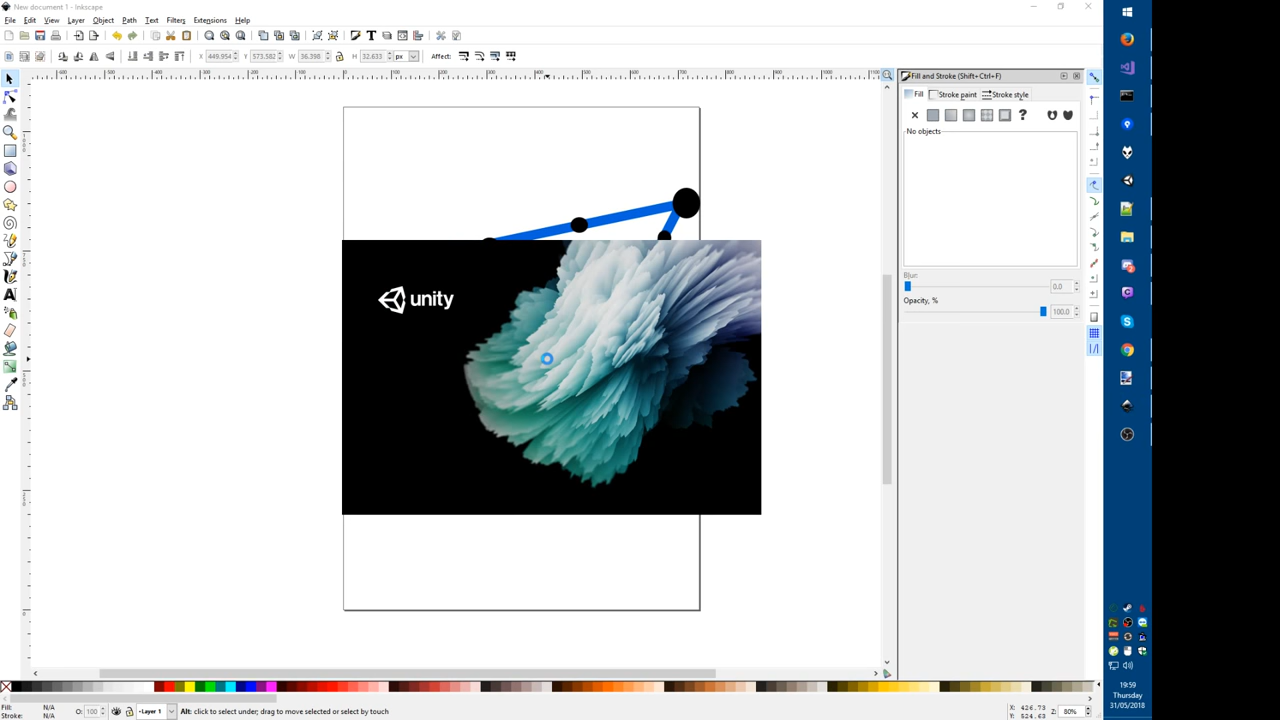 New document 1 - Inkscape
File Edit View Layer Object Path Text Filters Extensions Help
X 449.954 Y 573.582 W 36.398 H 32.633 px Affect:
Fill and Stroke (Shift+Ctrl+F)
Fill Stroke paint Stroke style
?
No objects
unity
Blur:
0.0
Opacity, %
100.0
19:59
Thursday
31/05/2018
Fill: N/A
Stroke: N/A
O: 100
Layer 1
Alt: click to select under; drag to move selected or select by touch
X: 426.73
Y: 524.63
Z: 80%